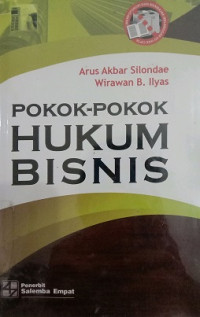 Arus Akbar Silondae
Wirawan B. Ilyas
POKOK-POKOK
HUKUM
BISNIS
Penerbit
Salemba Empat